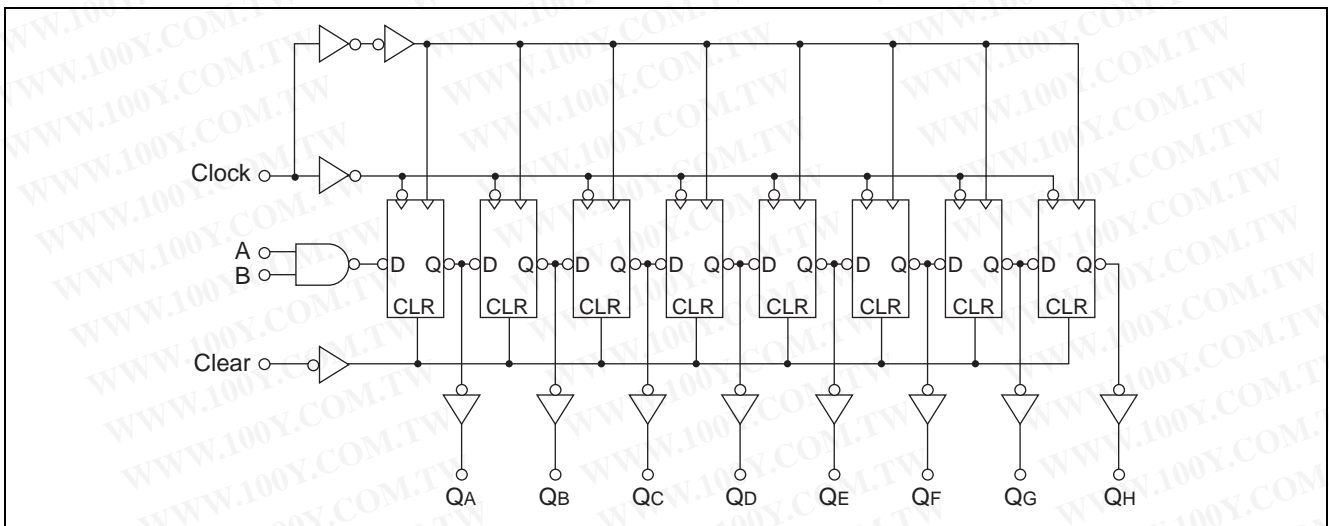 Clock
A
B
D Q D Q D Q D Q D Q D Q D Q D Q
CLR CLR CLR CLR CLR CLR CLR CLR
Clear
QA QB QC QD QE QF QG QH
WWW.100Y.COM.TW